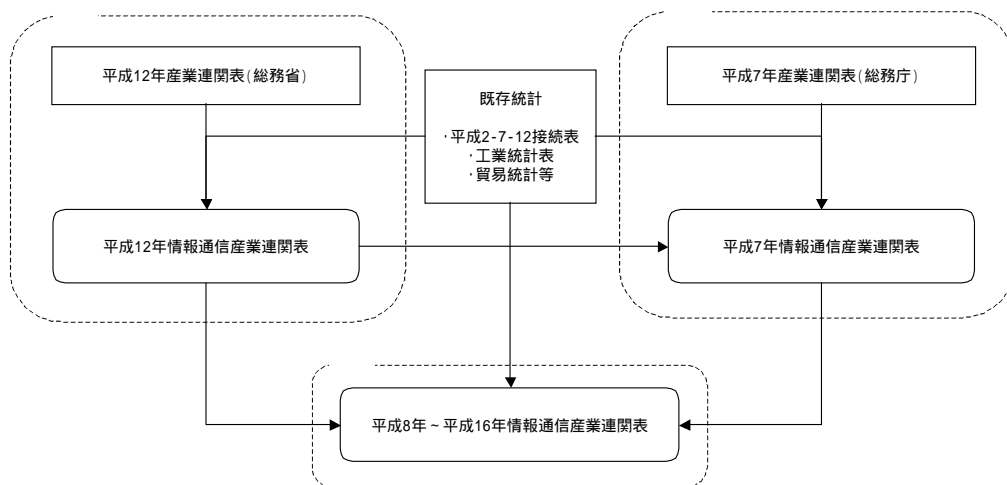 平成12年産業連関表(総務省)
平成7年産業連関表(総務庁)
既存統計
・平成2-7-12接続表
・工業統計表
・貿易統計等
平成12年情報通信産業連関表
平成7年情報通信産業連関表
平成8年~平成16年情報通信産業連関表